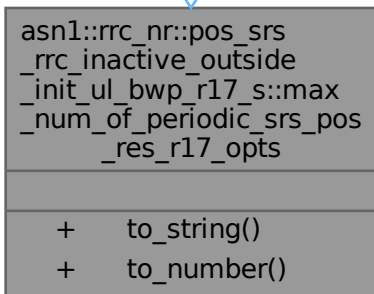 asn1::rrc_nr::pos_srs
_rrc_inactive_outside
_init_ul_bwp_r17_s::max
_num_of_periodic_srs_pos
_res_r17_opts
+ to_string()
+ to_number()